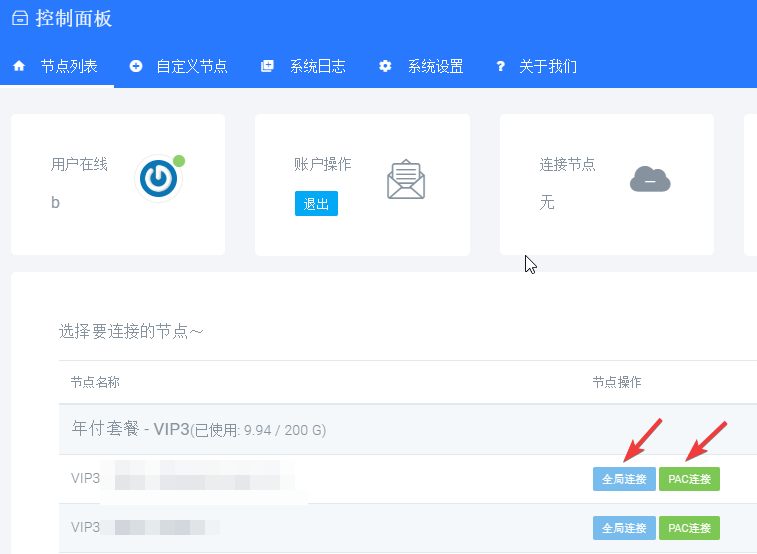 控制面板
节点列表 自定义节点 系统日志 系统设置 ? 关于我们
用户在线 账户操作 连接节点
b 退出 无
选择要连接的节点～
节点名称 节点操作
年付套餐 - VIP3(已使用: 9.94 / 200 G)
VIP3 全局连接 PAC连接
VIP3 全局连接 PAC连接